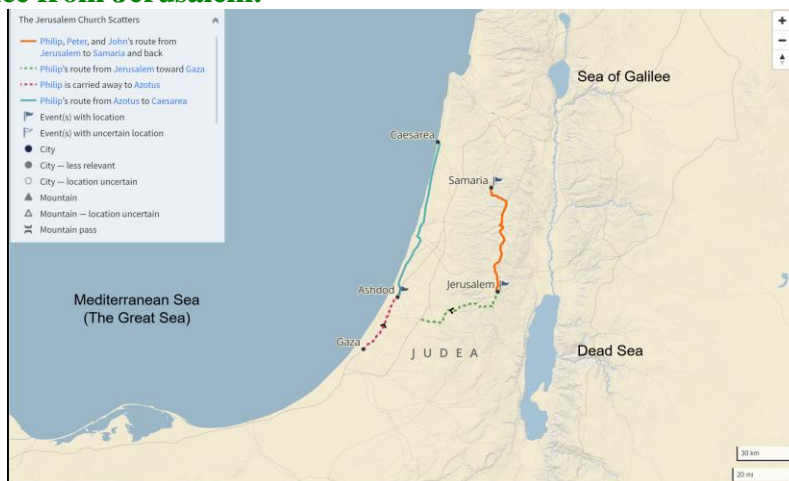 ce from Jerusalem.
The Jerusalem Church Scatters
Philip, Peter, and John's route from
Jerusalem to Samaria and back
Philip's route from Jerusalem toward Gaza
Philip is carried away to Azotus
Philip's route from Azotus to Caesarea
Event(s) with location
Event(s) with uncertain location
City
City — less relevant
City — location uncertain
Mountain
Mountain — location uncertain
Mountain pass
Sea of Galilee
Caesarea
Samaria
Ashdod
Jerusalem
Mediterranean Sea
(The Great Sea)
Gaza
JUDEA
Dead Sea
30 km
20 mi